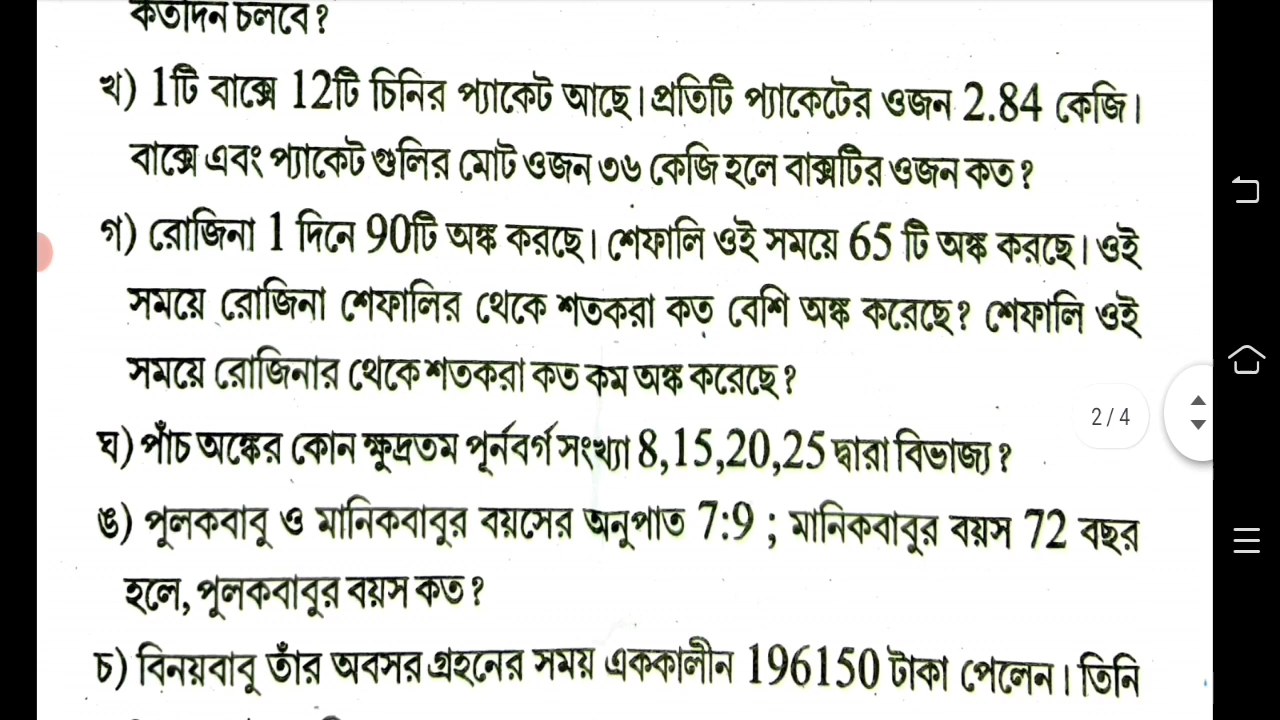 কতদিন চলবে?
খ) 1টি বাক্সে 12টি চিনির প্যাকেট আছে। প্রতিটি প্যাকেটের ওজন 2.84 কেজি।
বাক্সে এবং প্যাকেট গুলির মোট ওজন ৩৬ কেজি হলে বাক্সটির ওজন কত?
গ) রোজিনা 1 দিনে 90টি অঙ্ক করছে। শেফালি ওই সময়ে 65 টি অঙ্ক করছে। ওই
সময়ে রোজিনা শেফালির থেকে শতকরা কত বেশি অঙ্ক করেছে? শেফালি ওই
সময়ে রোজিনার থেকে শতকরা কত কম অঙ্ক করেছে?
2/4
ঘ) পাঁচ অঙ্কের কোন ক্ষুদ্রতম পূর্নবর্গ সংখ্যা 8,15,20,25 দ্বারা বিভাজ্য?
ঙ) পুলকবাবু ও মানিকবাবুর বয়সের অনুপাত 7:9 ; মানিকবাবুর বয়স 72 বছর
হলে, পুলকবাবুর বয়স কত?
চ) বিনয়বাবু তাঁর অবসর গ্রহনের সময় এককালীন 196150 টাকা পেলেন। তিনি